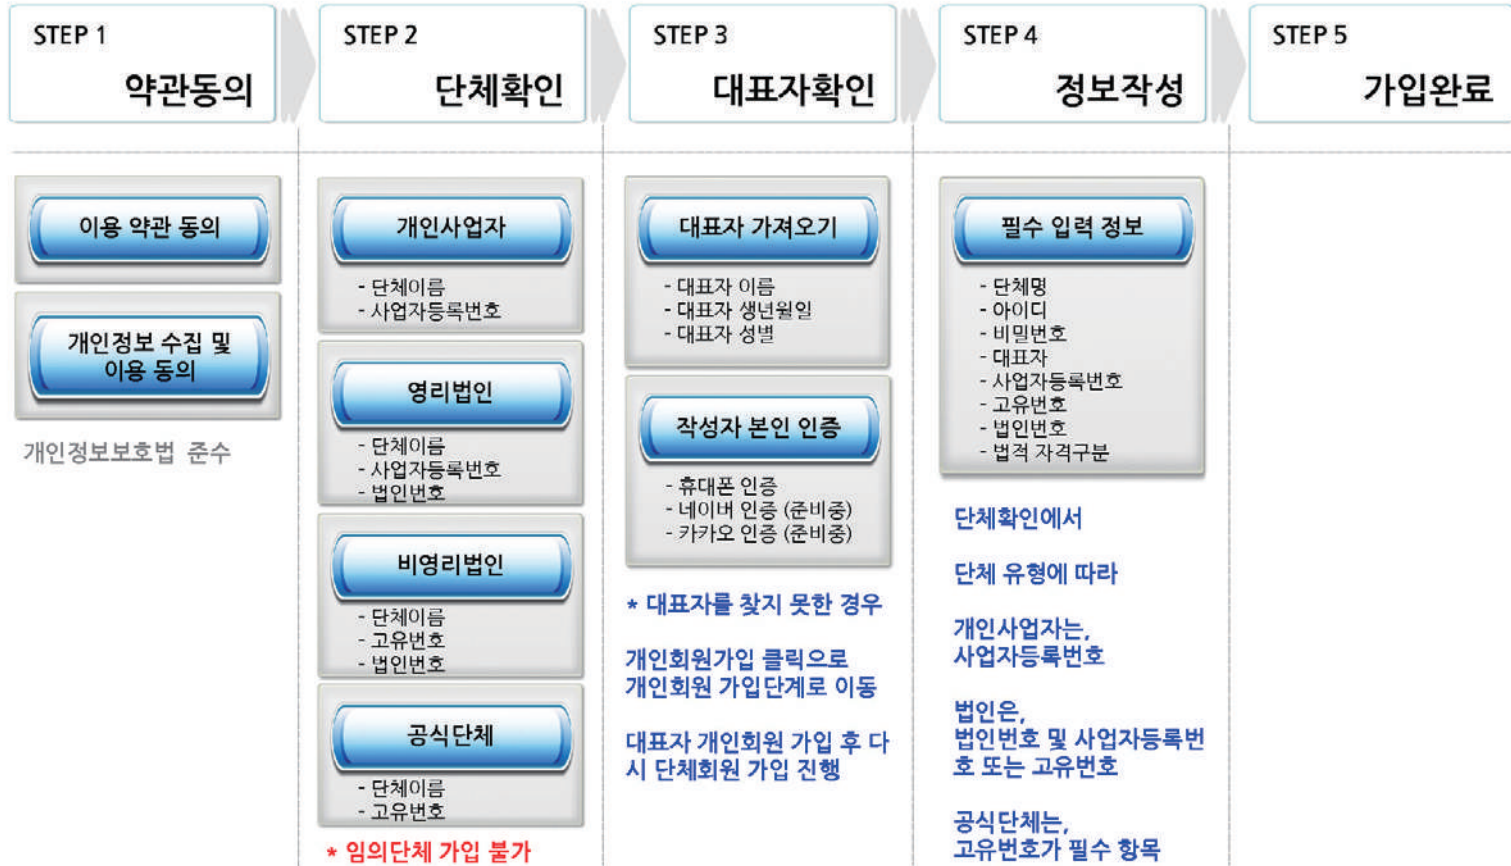 STEP 1
약관동의
STEP 2
단체확인
STEP 3
대표자확인
STEP 4
정보작성
STEP 5
가입완료
이용 약관 동의
개인정보 수집 및
이용 동의
개인정보보호법 준수
개인사업자
- 단체이름
- 사업자등록번호
영리법인
- 단체이름
- 사업자등록번호
- 법인번호
비영리법인
- 단체이름
- 고유번호
- 법인번호
공식단체
- 단체이름
- 고유번호
* 임의단체 가입 불가
대표자 가져오기
- 대표자 이름
- 대표자 생년월일
- 대표자 성별
작성자 본인 인증
- 휴대폰 인증
- 네이버 인증 (준비중)
- 카카오 인증 (준비중)
* 대표자를 찾지 못한 경우
개인회원가입 클릭으로
개인회원 가입단계로 이동
대표자 개인회원 가입 후 다
시 단체회원 가입 진행
필수 입력 정보
- 단체명
- 아이디
- 비밀번호
- 대표자
- 사업자등록번호
- 고유번호
- 법인번호
- 법적 자격구분
단체확인에서
단체 유형에 따라
개인사업자는,
사업자등록번호
법인은,
법인번호 및 사업자등록번
호 또는 고유번호
공식단체는,
고유번호가 필수 항목